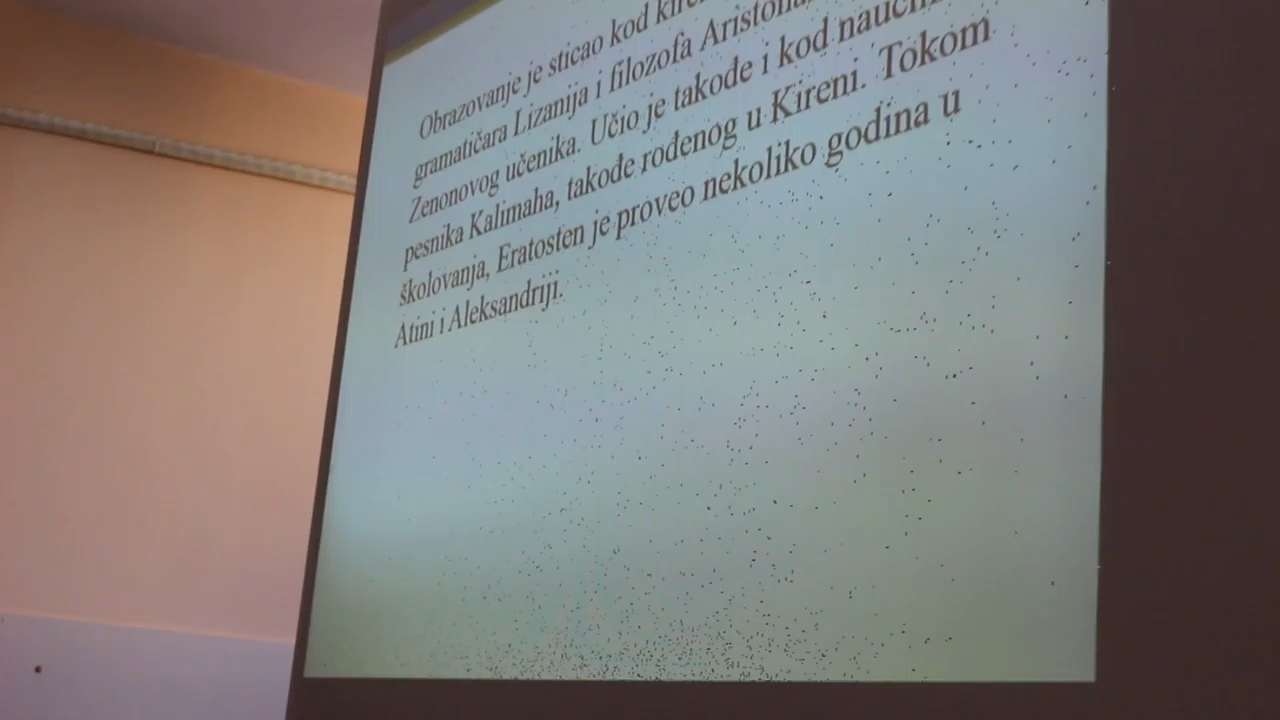 Obrazovanje je sticao kod
gramatičara Lizanija i filozofa
Zenonovog učenika. Učio je takođe i kod
pesnika Kalimaha, takođe rođenog u Kireni. Tokom
školovanja, Eratosten je proveo nekoliko godina u
Atini i Aleksandriji.